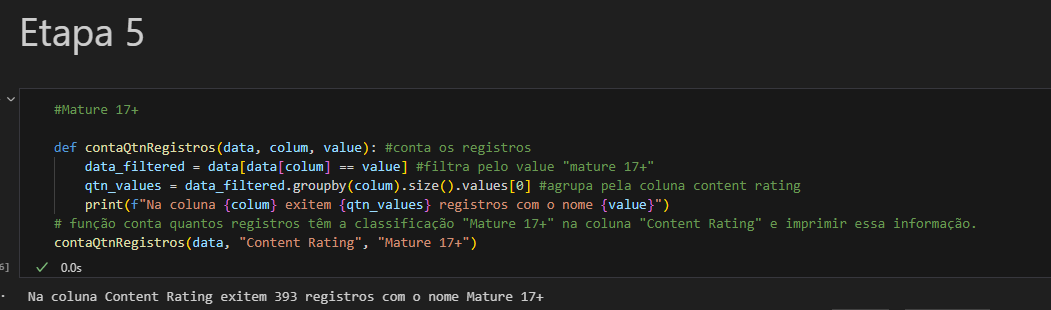 Etapa 5
#Mature 17+
def contaQtnRegistros(data, colum, value): #conta os registros
data_filtered = data[data[colum] == value] #filtra pelo value "mature 17+"
qtn_values = data_filtered.groupby(colum).size().values[0] #agrupa pela coluna content rating
print(f"Na coluna {colum} exitem {qtn_values} registros com o nome {value}")
# função conta quantos registros têm a classificação "Mature 17+" na coluna "Content Rating" e imprimir essa informação.
contaQtnRegistros(data, "Content Rating", "Mature 17+")
6] ✓ 0.0s
Na coluna Content Rating exitem 393 registros com o nome Mature 17+